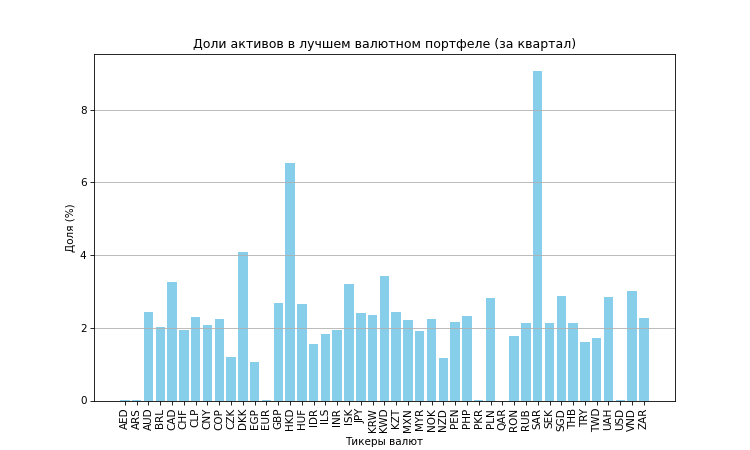 Доли активов в лучшем валютном портфеле (за квартал)
Доля (%)
8
6
4
2
0
AED ARS AUD BRL CAD CHF CLP CNY COP CZK DKK EGP EUR GBP HKD HUF IDR ILS INR ISK JPY KRW KWD KZT MXN MYR NOK NZD PEN PHP PKR PLN QAR RON RUB SAR SEK SGD THB TRY TWD UAH USD VND ZAR
Тикеры валют